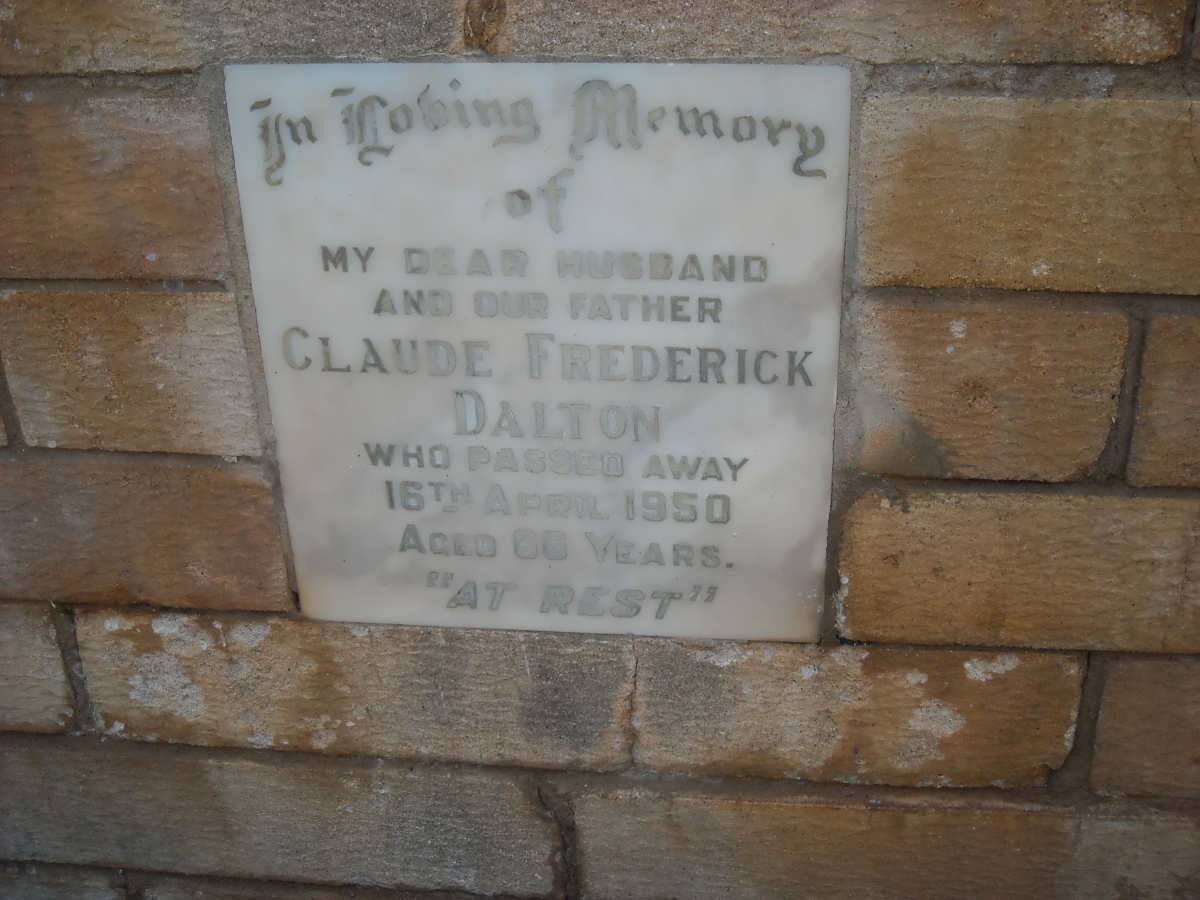 In Loving Memory
of
MY DEAR HUSBAND
AND OUR FATHER
CLAUDE FREDERICK
DALTON
WHO PASSED AWAY
16TH APRIL 1950
AGED YEARS.
"AT REST"